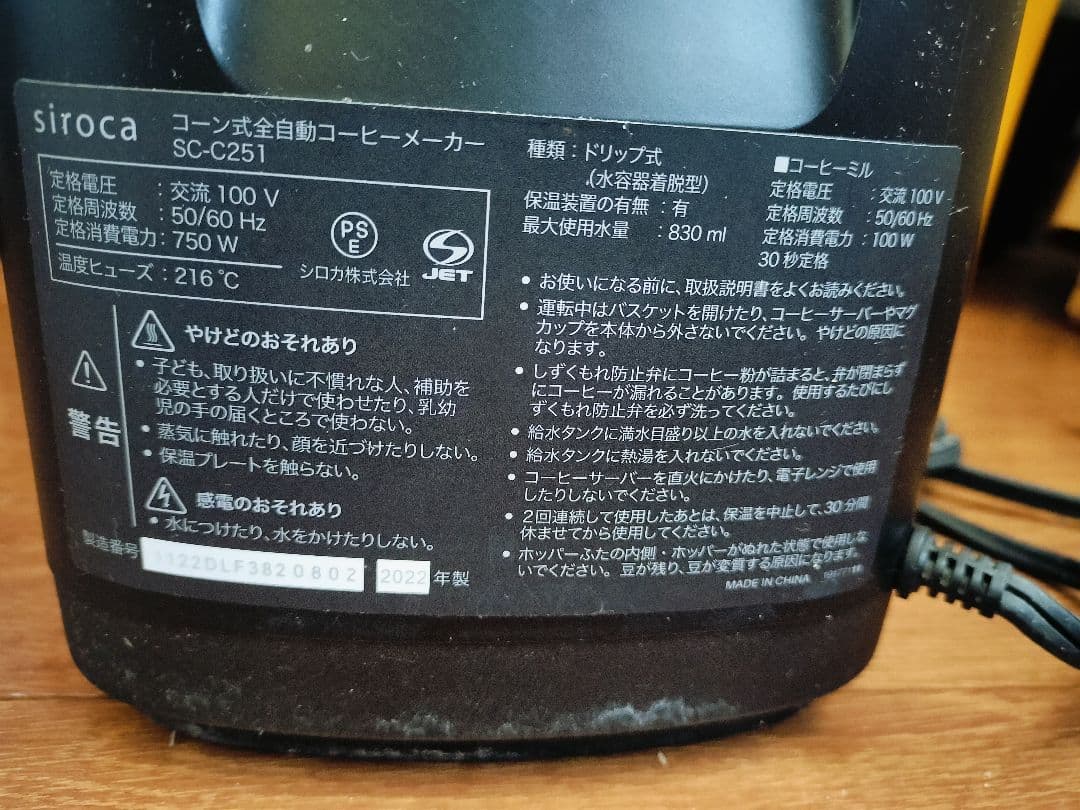 siroca
コーン式全自動コーヒーメーカー
SC-C251
定格電圧 : 交流 100 V
定格周波数 : 50/60 Hz
定格消費電力 : 750 W
温度ヒューズ : 216 ℃
PS
E
シロカ株式会社
JET
警告
やけどのおそれあり
• 子ども、取り扱いに不慣れな人、補助を
必要とする人だけで使わせたり、乳幼
児の手の届くところで使わない。
• 蒸気に触れたり、顔を近づけたりしない。
• 保温プレートを触らない。
感電のおそれあり
• 水につけたり、水をかけたりしない。
製造番号
122DLF3820802
2022 年製
種類 : ドリップ式
(水容器着脱型)
保温装置の有無 : 有
最大使用水量 : 830 ml
■コーヒーミル
定格電圧 : 交流 100 V
定格周波数 : 50/60 Hz
定格消費電力 : 100 W
30 秒定格
• お使いになる前に、取扱説明書をよくお読みください。
• 運転中はバスケットを開けたり、コーヒーサーバーやマグ
カップを本体から外さないでください。やけどの原因に
なります。
• しずくもれ防止弁にコーヒー粉が詰まると、弁が閉まらず
にコーヒーが漏れることがあります。使用するたびにし
ずくもれ防止弁を必ず洗ってください。
• 給水タンクに満水目盛り以上の水を入れないでください。
• 給水タンクに熱湯を入れないでください。
• コーヒーサーバーを直火にかけたり、電子レンジで使用
したりしないでください。
• 2回連続して使用したあとは、保温を中止して、30 分間
休ませてから使用してください。
• ホッパーふたの内側・ホッパーがぬれた状態で使用しな
いでください。豆が残り、豆が変質する原因になります。
MADE IN CHINA